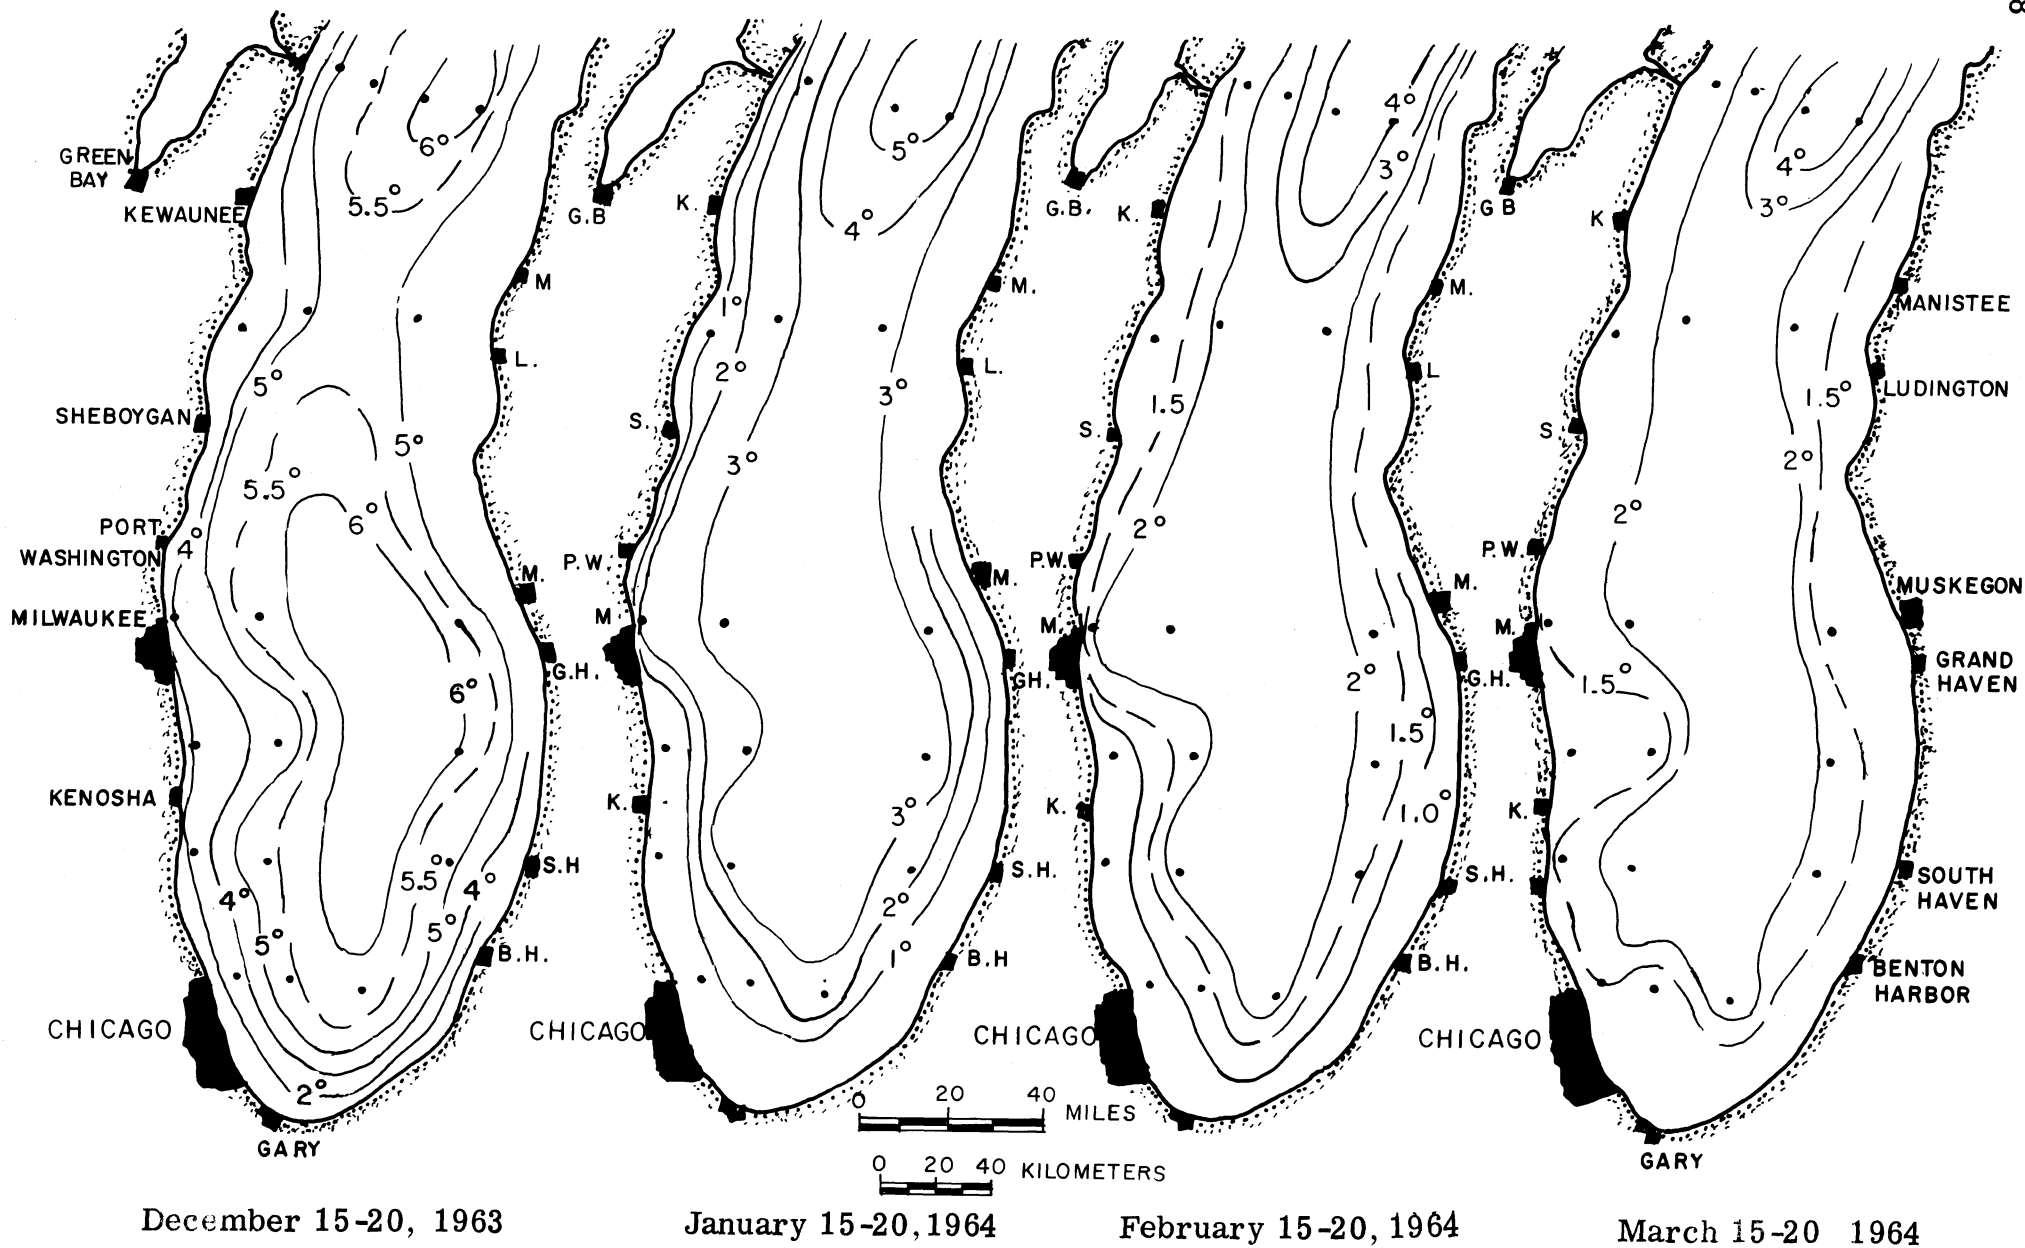 8
GREEN
BAY
KEWAUNEE
SHEBOYGAN
PORT
WASHINGTON
MILWAUKEE
KENOSHA
CHICAGO
GARY
M
L.
M.
G.H.
S.H
B.H.
6°
5.5°
5°
5°
5.5°
6°
4°
6°
5.5°
4°
4°
5°
5°
2°
December 15-20, 1963
G.B
K.
S.
P.W.
M.
K.
CHICAGO
M.
L.
M.
GH.
S.H.
B.H
5°
4°
1°
2°
3°
3°
3°
2°
1°
0 20 40 MILES
0 20 40 KILOMETERS
January 15-20, 1964
G.B.
K.
S.
P.W.
M.
K.
CHICAGO
M.
L
M.
G.H.
S.H.
B.H.
4°
3°
1.5
2°
2°
1.5°
1.0°
February 15-20, 1964
G B
K
S
P.W.
M.
K.
CHICAGO
GARY
MANISTEE
LUDINGTON
MUSKEGON
GRAND
HAVEN
SOUTH
HAVEN
BENTON
HARBOR
4°
3°
1.5°
2°
2°
1.5°
March 15-20 1964